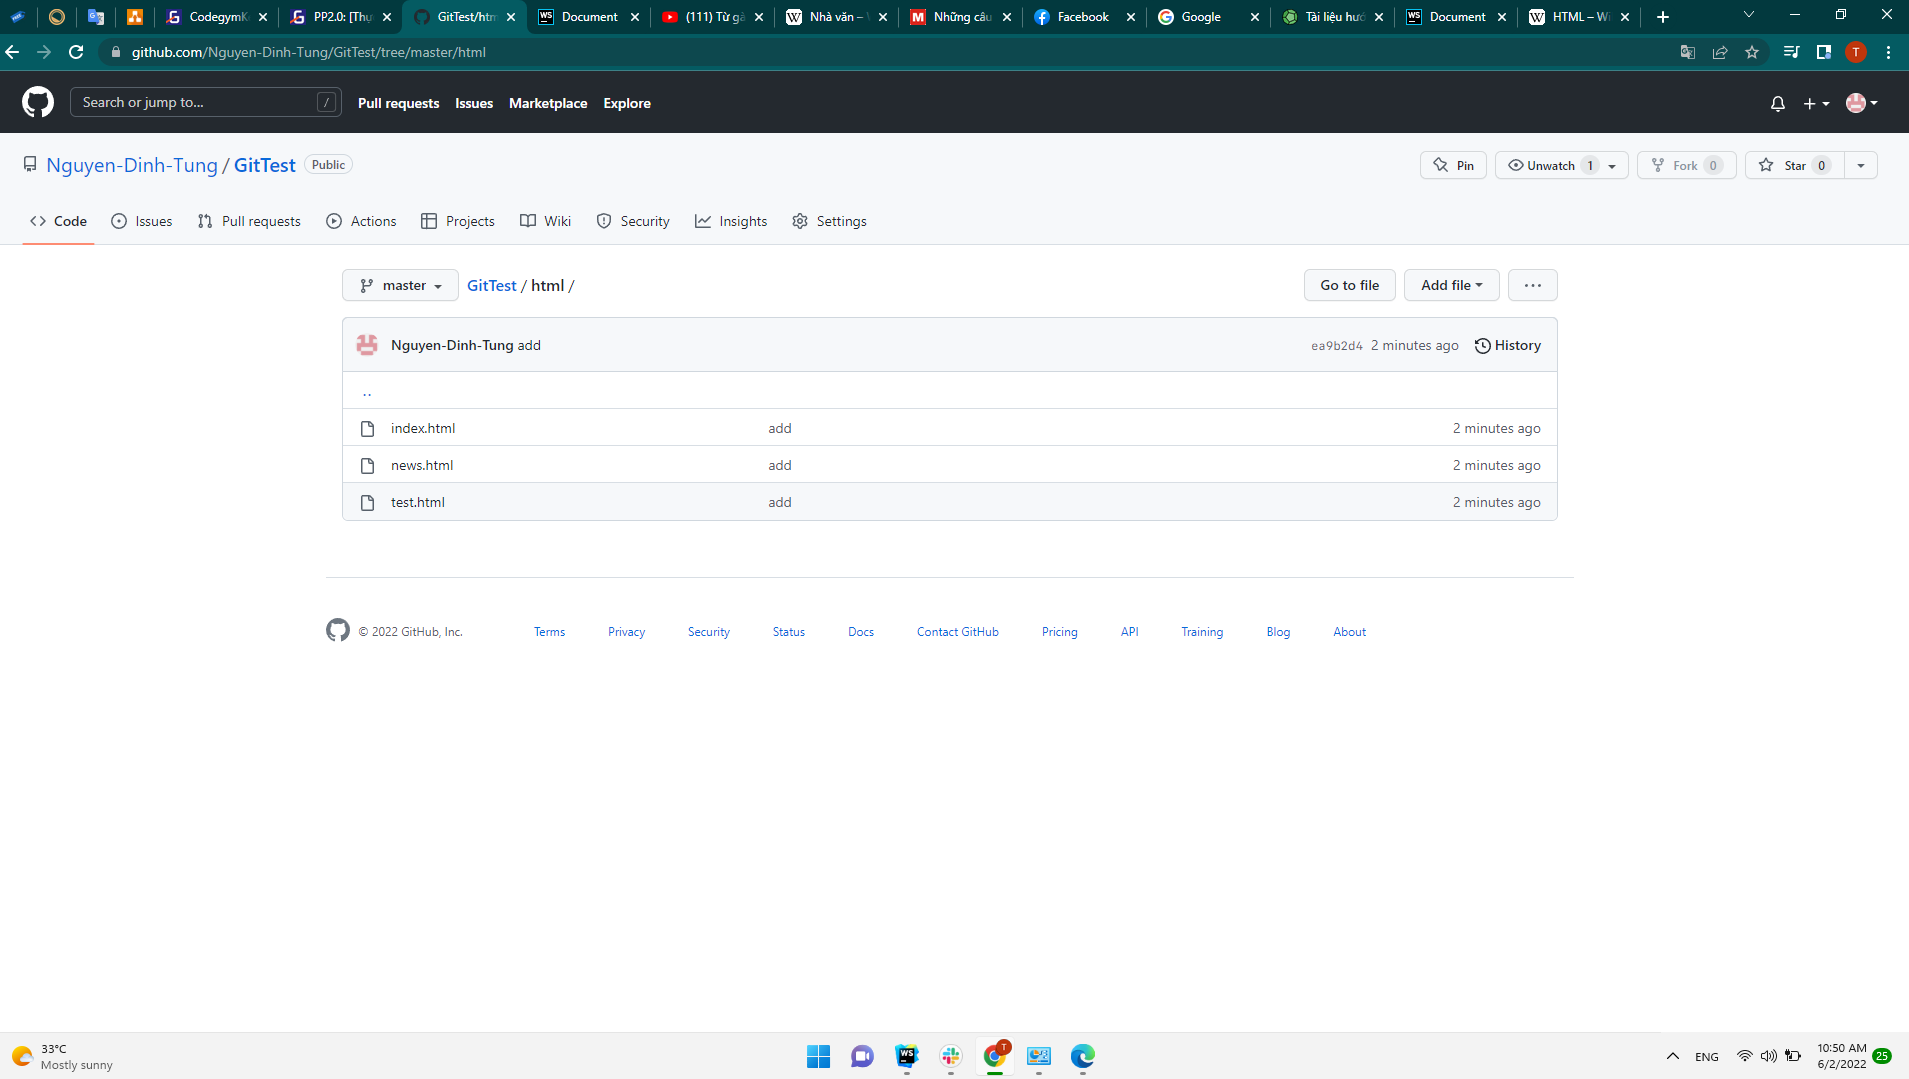 CodegymK
PP2.0: [Thự
GitTest/htm
Document
(111) Từ gà
Nhà văn –
Những câu
Facebook
Google
Tài liệu hướ
Document
HTML – Wi
T
github.com/Nguyen-Dinh-Tung/GitTest/tree/master/html
Search or jump to... /
Pull requests Issues Marketplace Explore
Nguyen-Dinh-Tung / GitTest Public
Pin Unwatch 1 Fork 0 Star 0
Code Issues Pull requests Actions Projects Wiki Security Insights Settings
master GitTest / html / Go to file Add file ···
Nguyen-Dinh-Tung add ea9b2d4 2 minutes ago History
..
index.html add 2 minutes ago
news.html add 2 minutes ago
test.html add 2 minutes ago
© 2022 GitHub, Inc. Terms Privacy Security Status Docs Contact GitHub Pricing API Training Blog About
33°C
Mostly sunny
WS
T
ENG
10:50 AM
6/2/2022
25